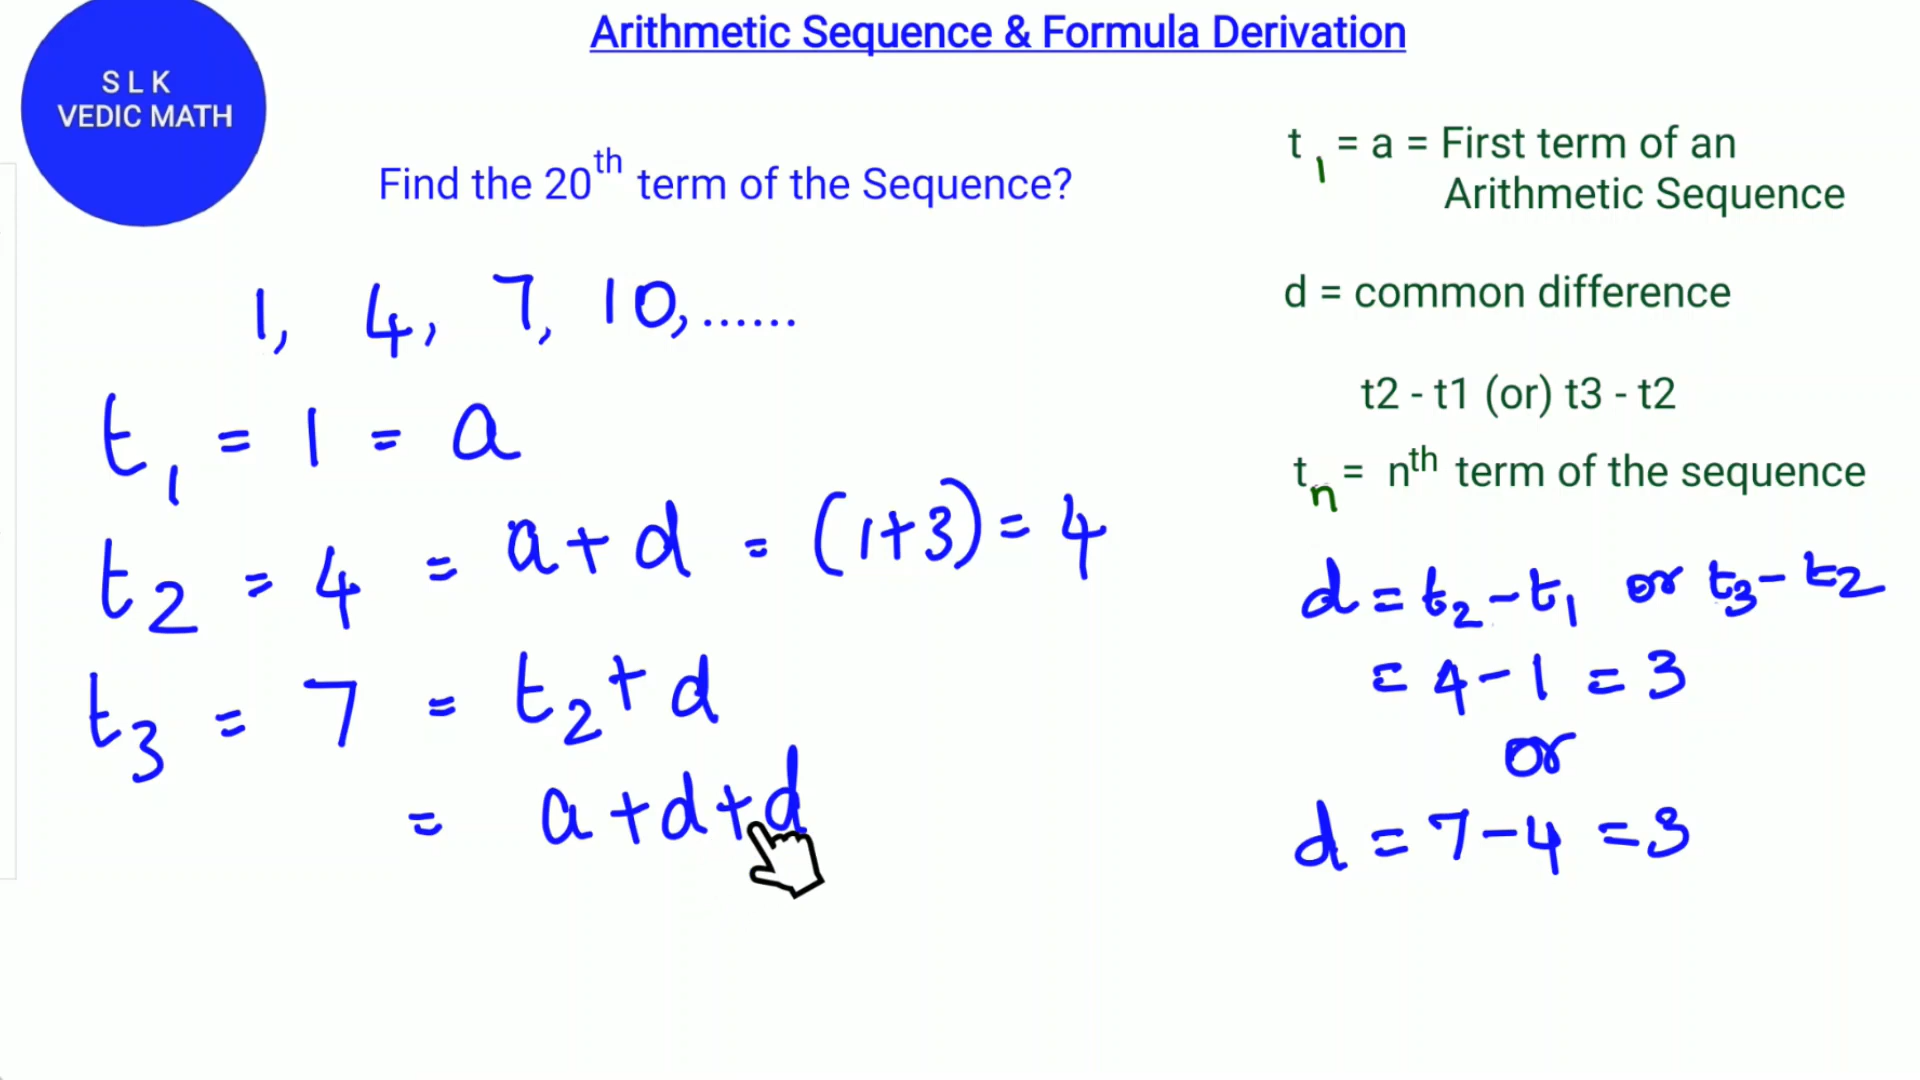 Arithmetic Sequence & Formula Derivation
S L K
VEDIC MATH
Find the 20th term of the Sequence?
1, 4, 7, 10, ......
t1 = 1 = a
t2 = 4 = a + d = (1+3) = 4
t3 = 7 = t2 + d
= a + d + d
t1 = a = First term of an
Arithmetic Sequence
d = common difference
t2 - t1 (or) t3 - t2
tn = nth term of the sequence
d = t2 - t1 or t3 - t2
= 4 - 1 = 3
or
d = 7 - 4 = 3